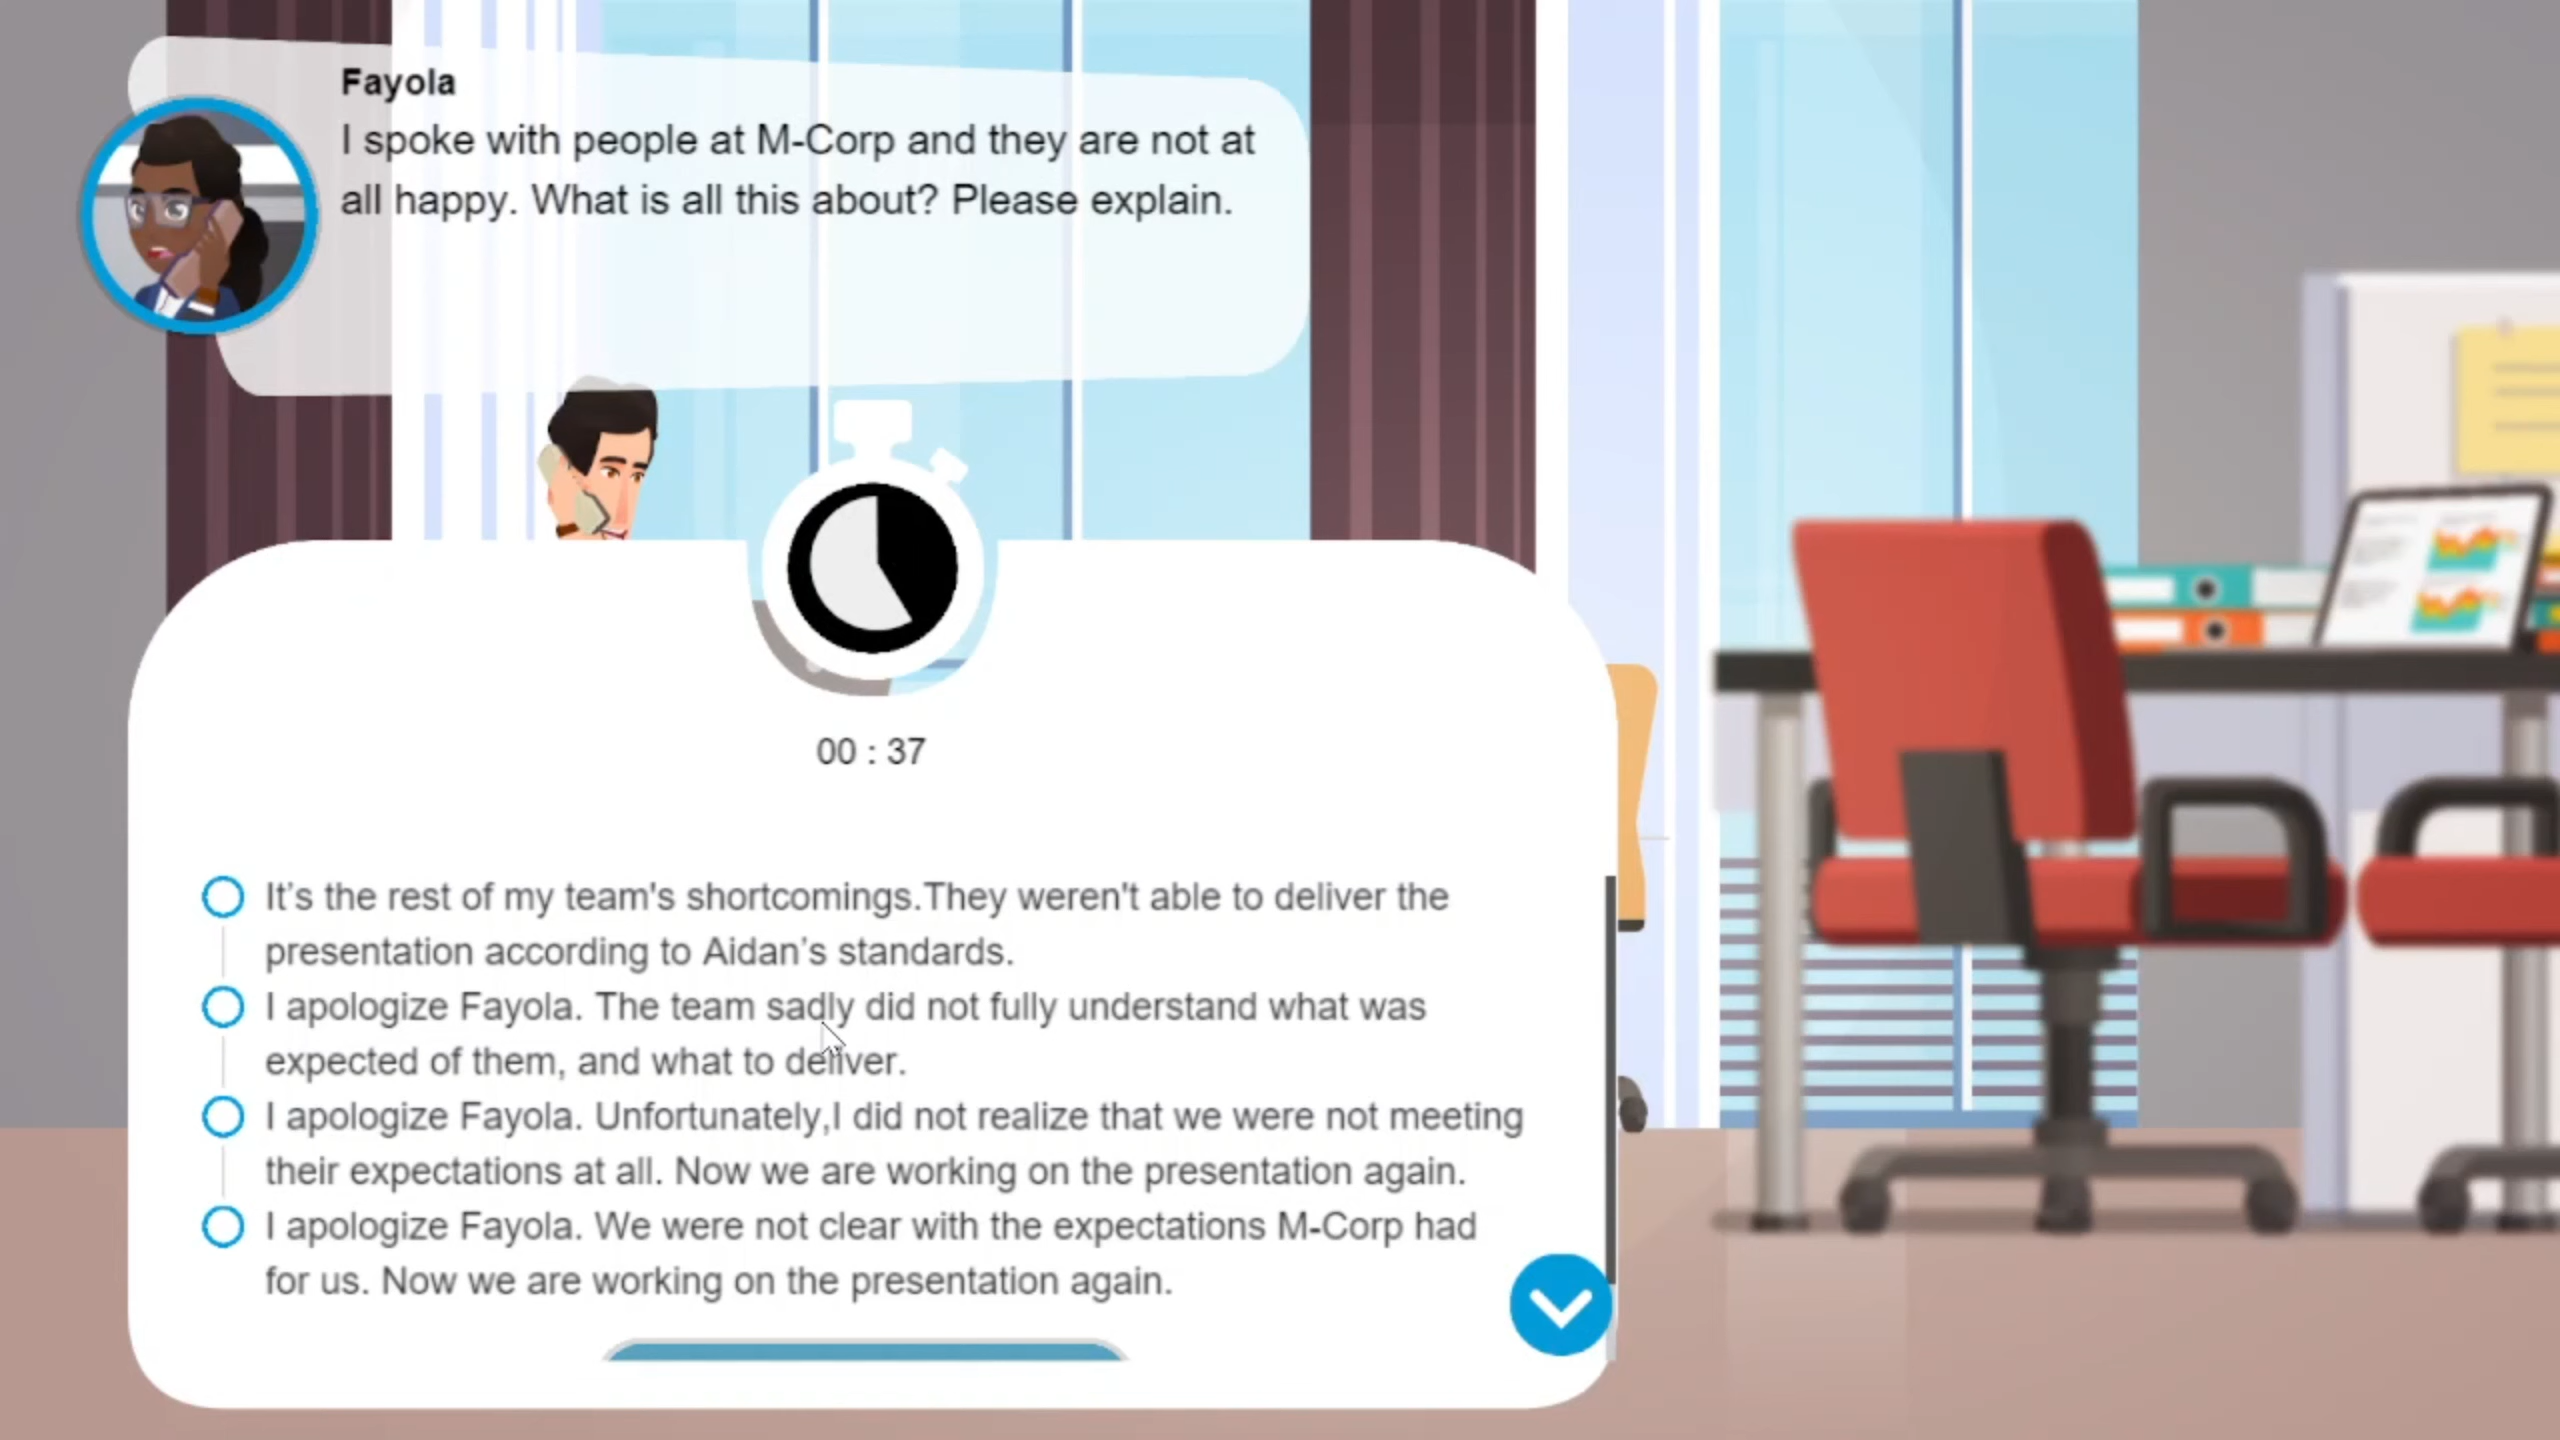 Fayola
I spoke with people at M-Corp and they are not at
all happy. What is all this about? Please explain.
00 : 37
It's the rest of my team's shortcomings.They weren't able to deliver the
presentation according to Aidan's standards.
I apologize Fayola. The team sadly did not fully understand what was
expected of them, and what to deliver.
I apologize Fayola. Unfortunately,I did not realize that we were not meeting
their expectations at all. Now we are working on the presentation again.
I apologize Fayola. We were not clear with the expectations M-Corp had
for us. Now we are working on the presentation again.